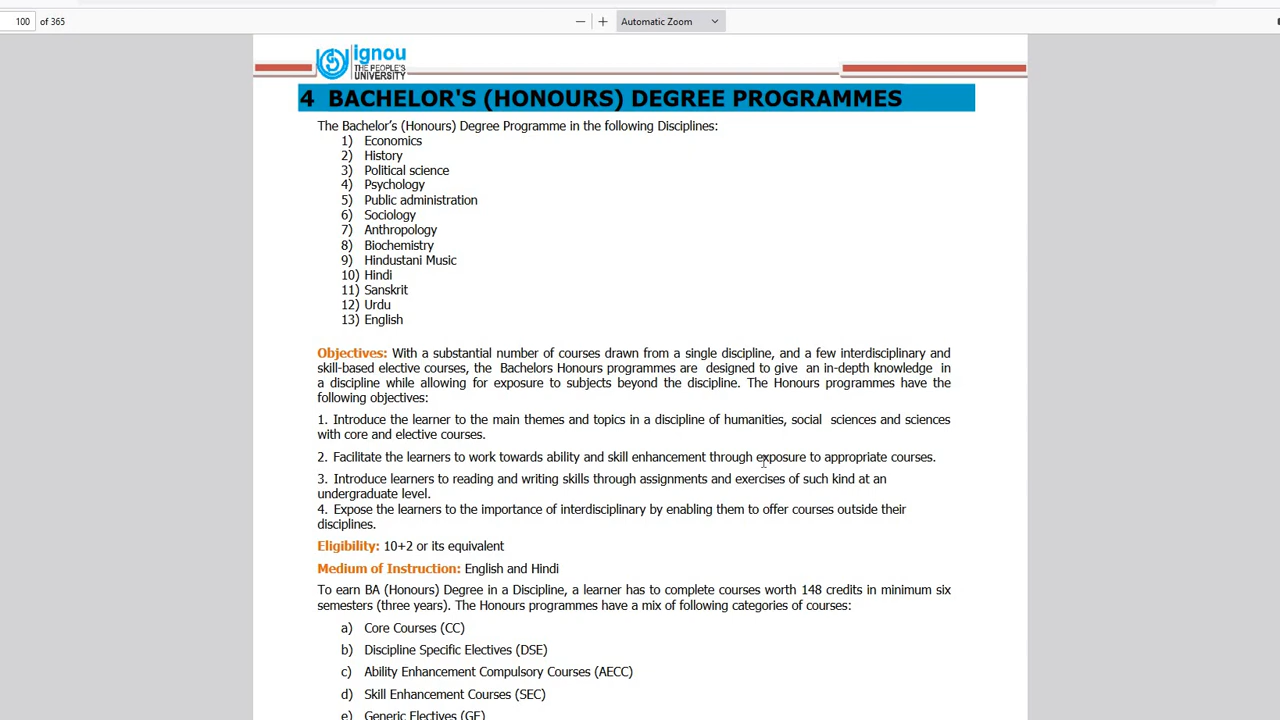 100 of 365
Automatic Zoom
ignou
THE PEOPLE'S
UNIVERSITY
4 BACHELOR'S (HONOURS) DEGREE PROGRAMMES
The Bachelor's (Honours) Degree Programme in the following Disciplines:
1) Economics
2) History
3) Political science
4) Psychology
5) Public administration
6) Sociology
7) Anthropology
8) Biochemistry
9) Hindustani Music
10) Hindi
11) Sanskrit
12) Urdu
13) English
Objectives: With a substantial number of courses drawn from a single discipline, and a few interdisciplinary and
skill-based elective courses, the Bachelors Honours programmes are designed to give an in-depth knowledge in
a discipline while allowing for exposure to subjects beyond the discipline. The Honours programmes have the
following objectives:
1. Introduce the learner to the main themes and topics in a discipline of humanities, social sciences and sciences
with core and elective courses.
2. Facilitate the learners to work towards ability and skill enhancement through exposure to appropriate courses.
3. Introduce learners to reading and writing skills through assignments and exercises of such kind at an
undergraduate level.
4. Expose the learners to the importance of interdisciplinary by enabling them to offer courses outside their
disciplines.
Eligibility: 10+2 or its equivalent
Medium of Instruction: English and Hindi
To earn BA (Honours) Degree in a Discipline, a learner has to complete courses worth 148 credits in minimum six
semesters (three years). The Honours programmes have a mix of following categories of courses:
a) Core Courses (CC)
b) Discipline Specific Electives (DSE)
c) Ability Enhancement Compulsory Courses (AECC)
d) Skill Enhancement Courses (SEC)
e) Generic Electives (GE)